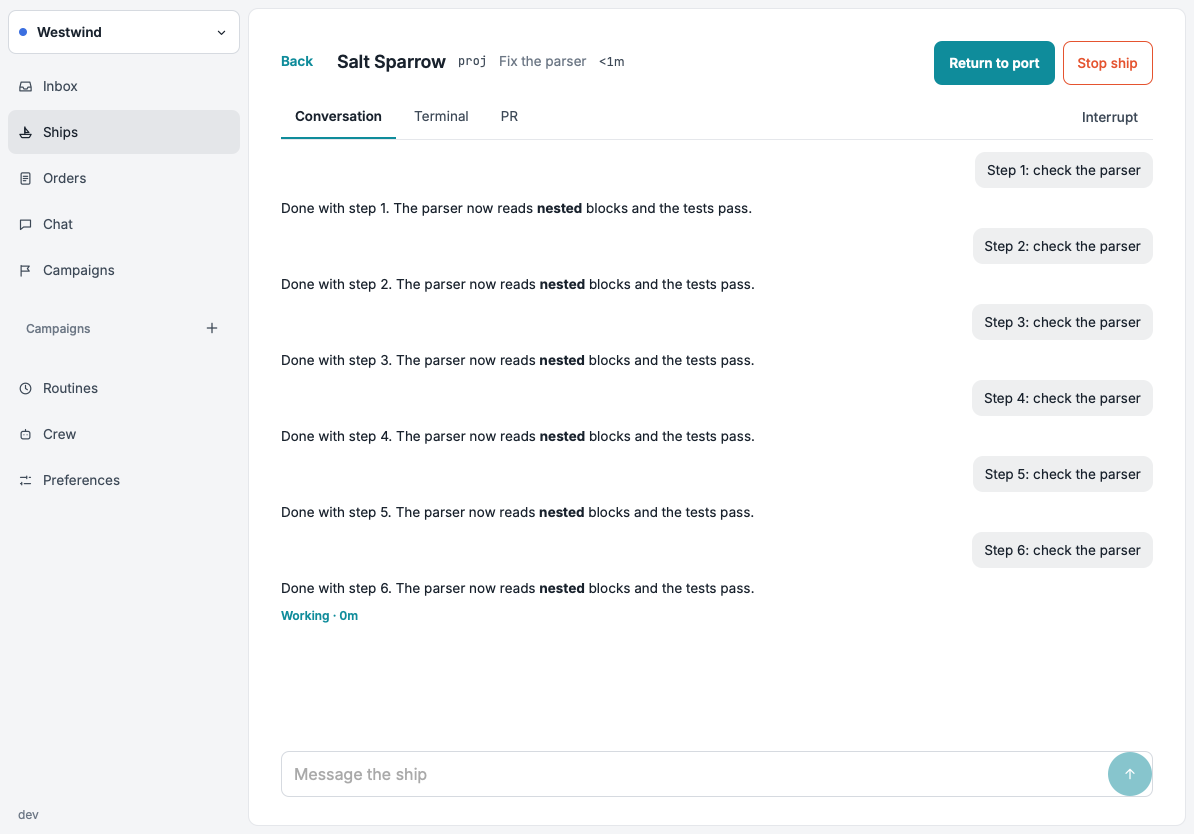 Westwind
Inbox
Ships
Orders
Chat
Campaigns
Campaigns
Routines
Crew
Preferences
dev
Back Salt Sparrow proj Fix the parser <1m
Return to port Stop ship
Conversation Terminal PR Interrupt
Step 1: check the parser
Done with step 1. The parser now reads nested blocks and the tests pass.
Step 2: check the parser
Done with step 2. The parser now reads nested blocks and the tests pass.
Step 3: check the parser
Done with step 3. The parser now reads nested blocks and the tests pass.
Step 4: check the parser
Done with step 4. The parser now reads nested blocks and the tests pass.
Step 5: check the parser
Done with step 5. The parser now reads nested blocks and the tests pass.
Step 6: check the parser
Done with step 6. The parser now reads nested blocks and the tests pass.
Working · 0m
Message the ship